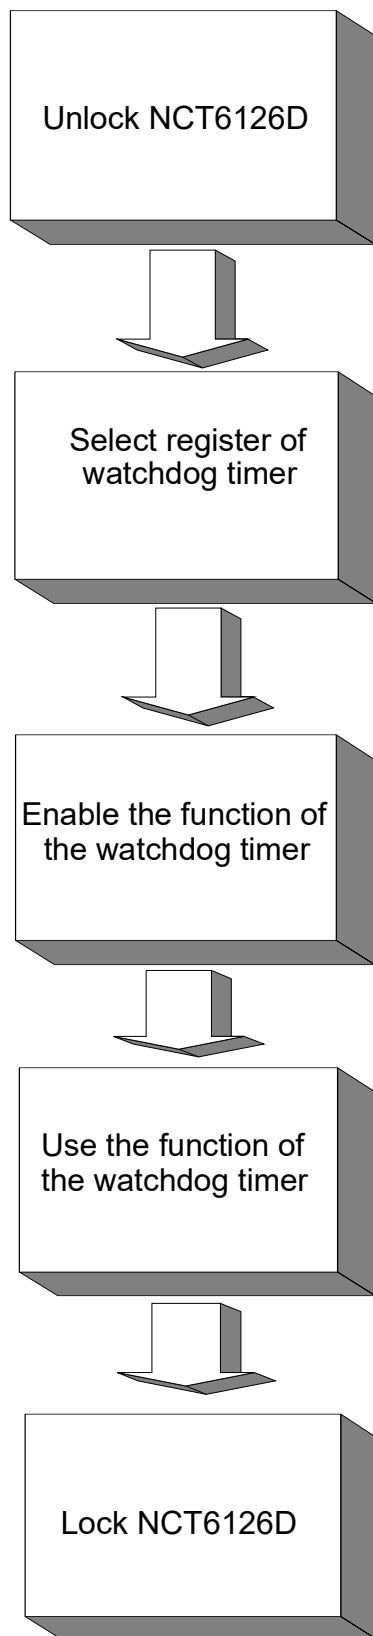 Unlock NCT6126D
Select register of
watchdog timer
Enable the function of
the watchdog timer
Use the function of
the watchdog timer
Lock NCT6126D